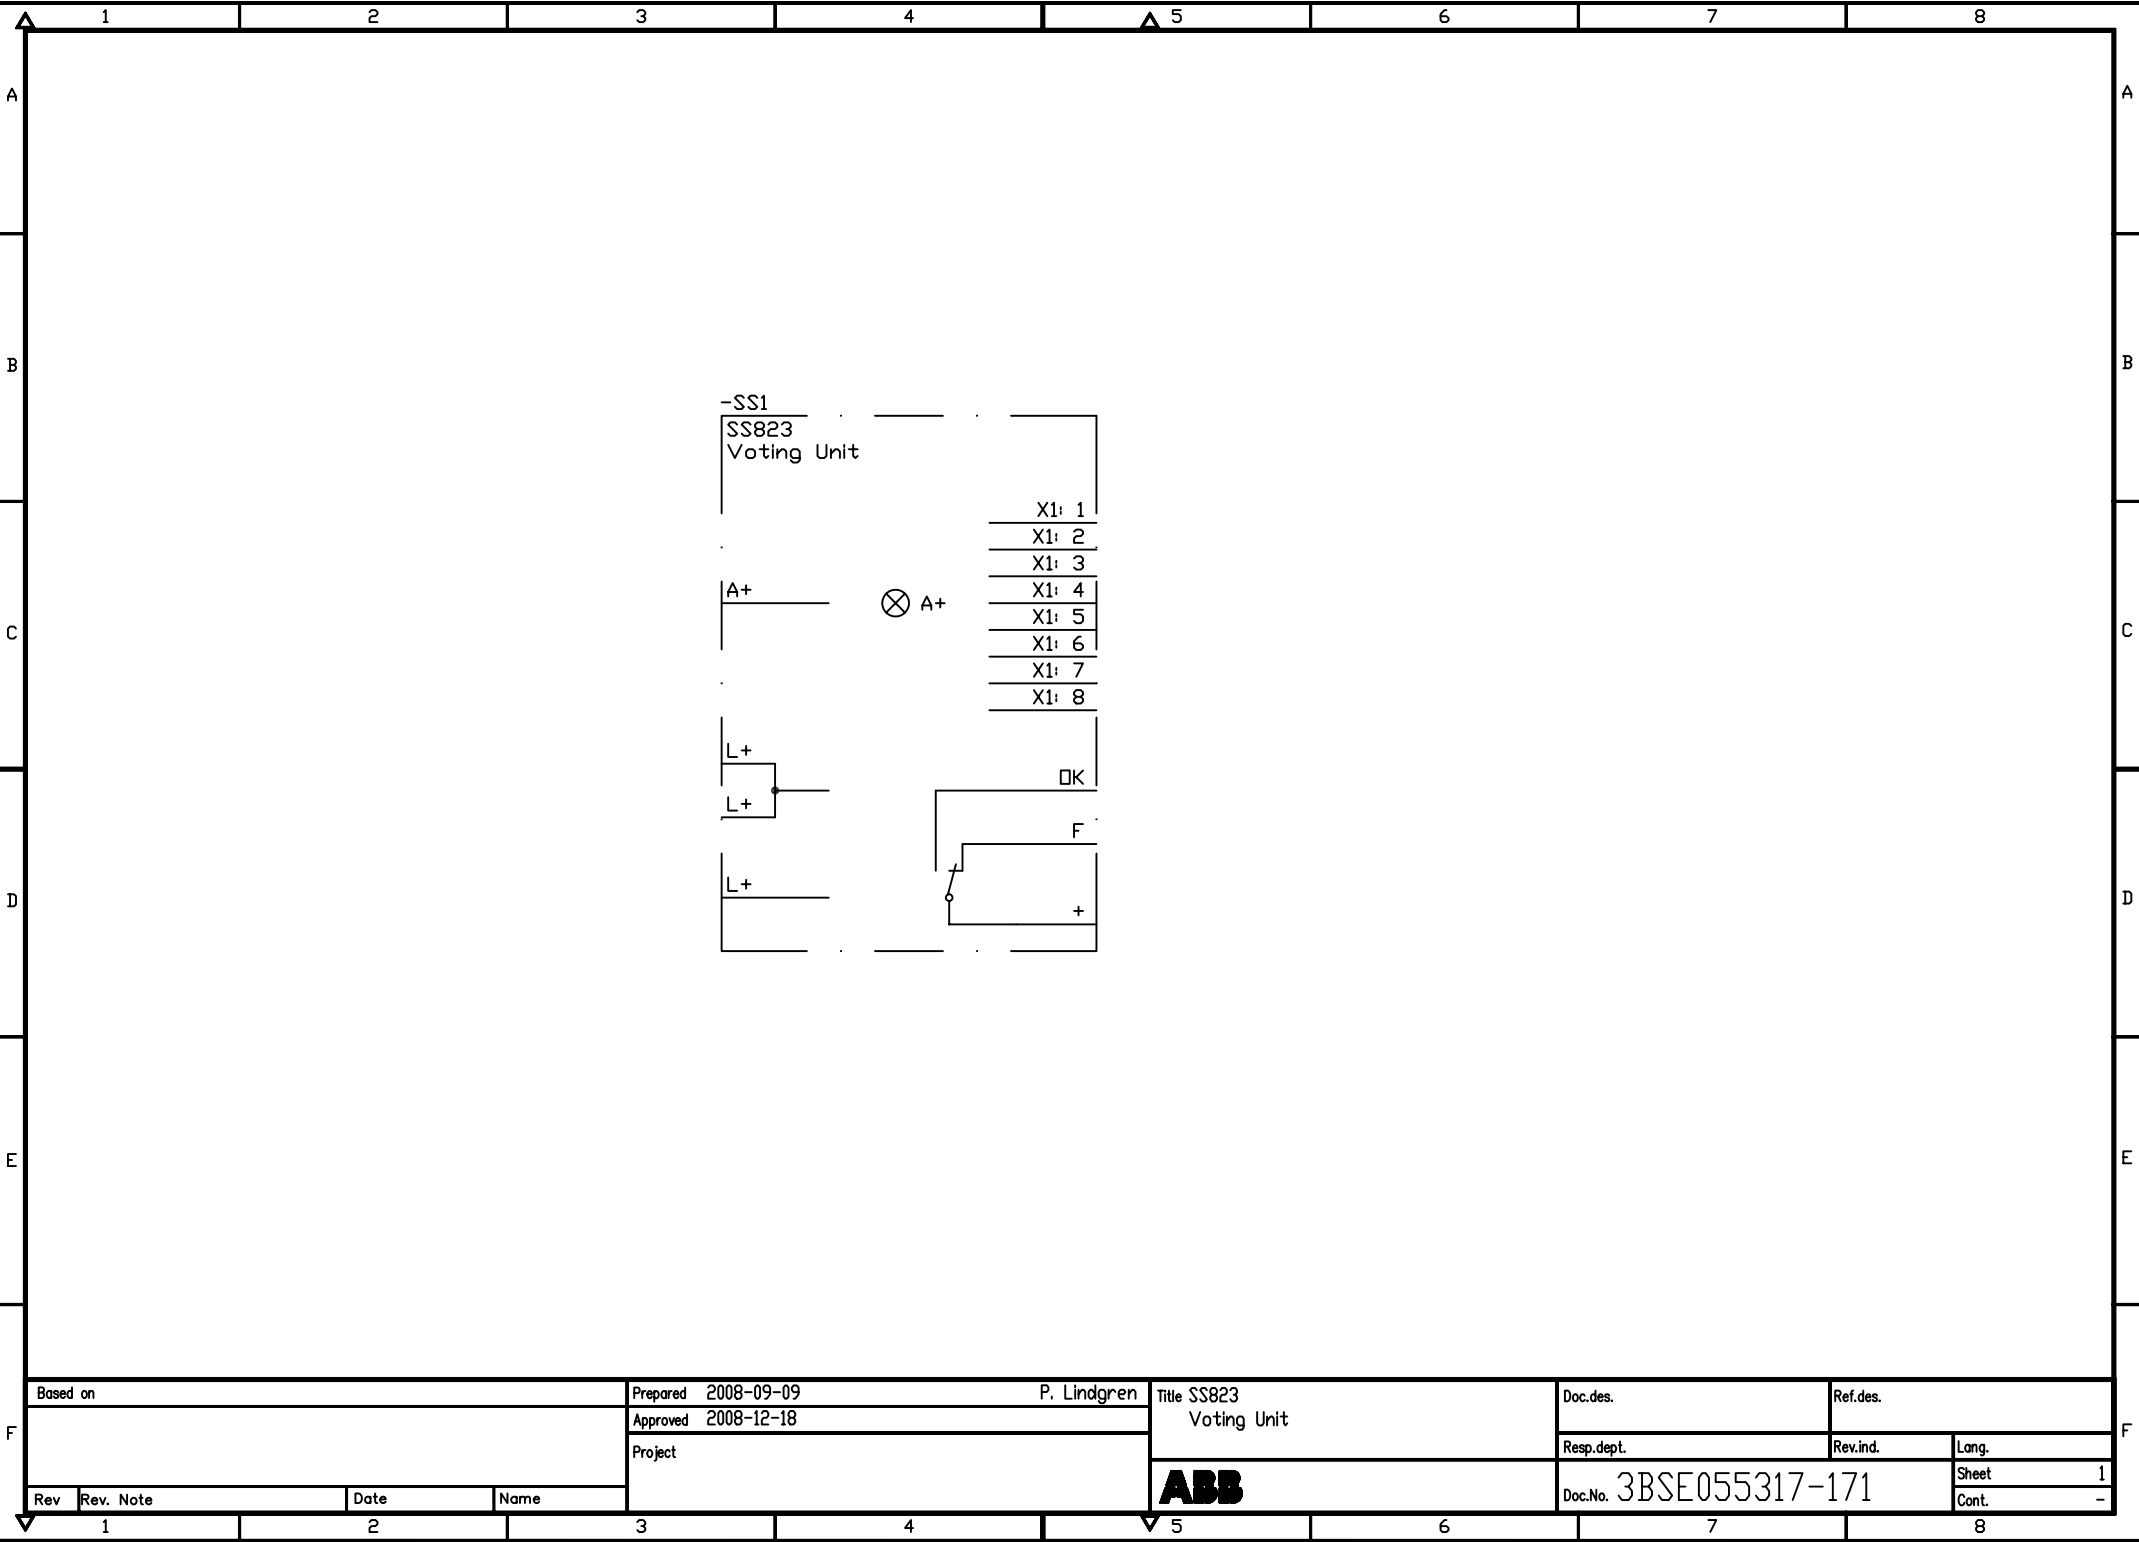 1 2 3 4 5 6 7 8
A A
B B
-SS1
SS823
Voting Unit
X1: 1
X1: 2
X1: 3
A+ A+ X1: 4
X1: 5
C C
X1: 6
X1: 7
X1: 8
L+
OK
L+
F
L+
D D
+
E E
Based on
Prepared 2008-09-09 P. Lindgren
Approved 2008-12-18
Project
Title SS823
Voting Unit
Doc.des. Ref.des.
F F
Resp.dept. Rev.ind. Lang.
ABB
Doc.No. 3BSE055317-171
Sheet 1
Cont. -
Rev Rev. Note Date Name
1 2 3 4 5 6 7 8